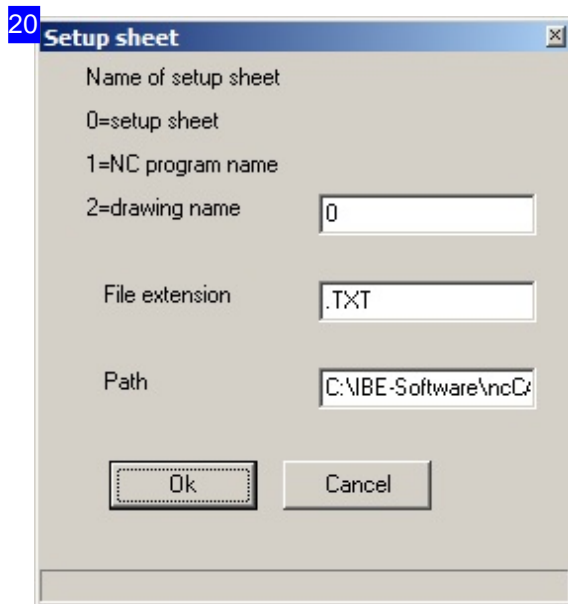 20
Setup sheet
Name of setup sheet
0=setup sheet
1=NC program name
2=drawing name 0
File extension .TXT
Path C:\IBE-Software\ncCA
Ok Cancel